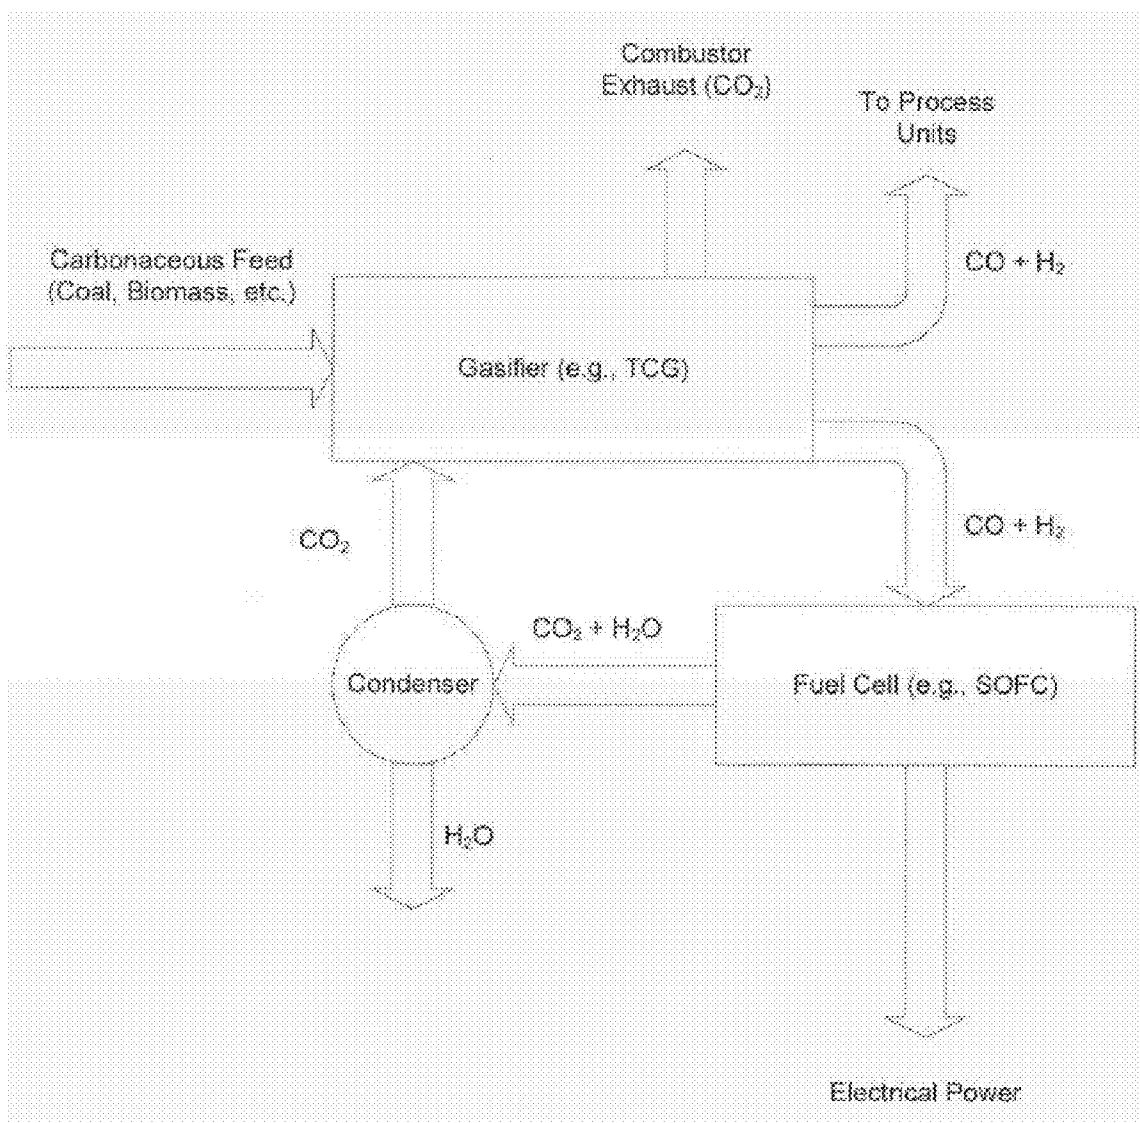 Combustor
Exhaust (CO₂)
To Process
Units
Carbonaceous Feed
(Coal, Biomass, etc.)
CO + H₂
Gasifier (e.g., TCG)
CO₂
CO + H₂
CO₂ + H₂O
Condenser
Fuel Cell (e.g., SOFC)
H₂O
Electrical Power